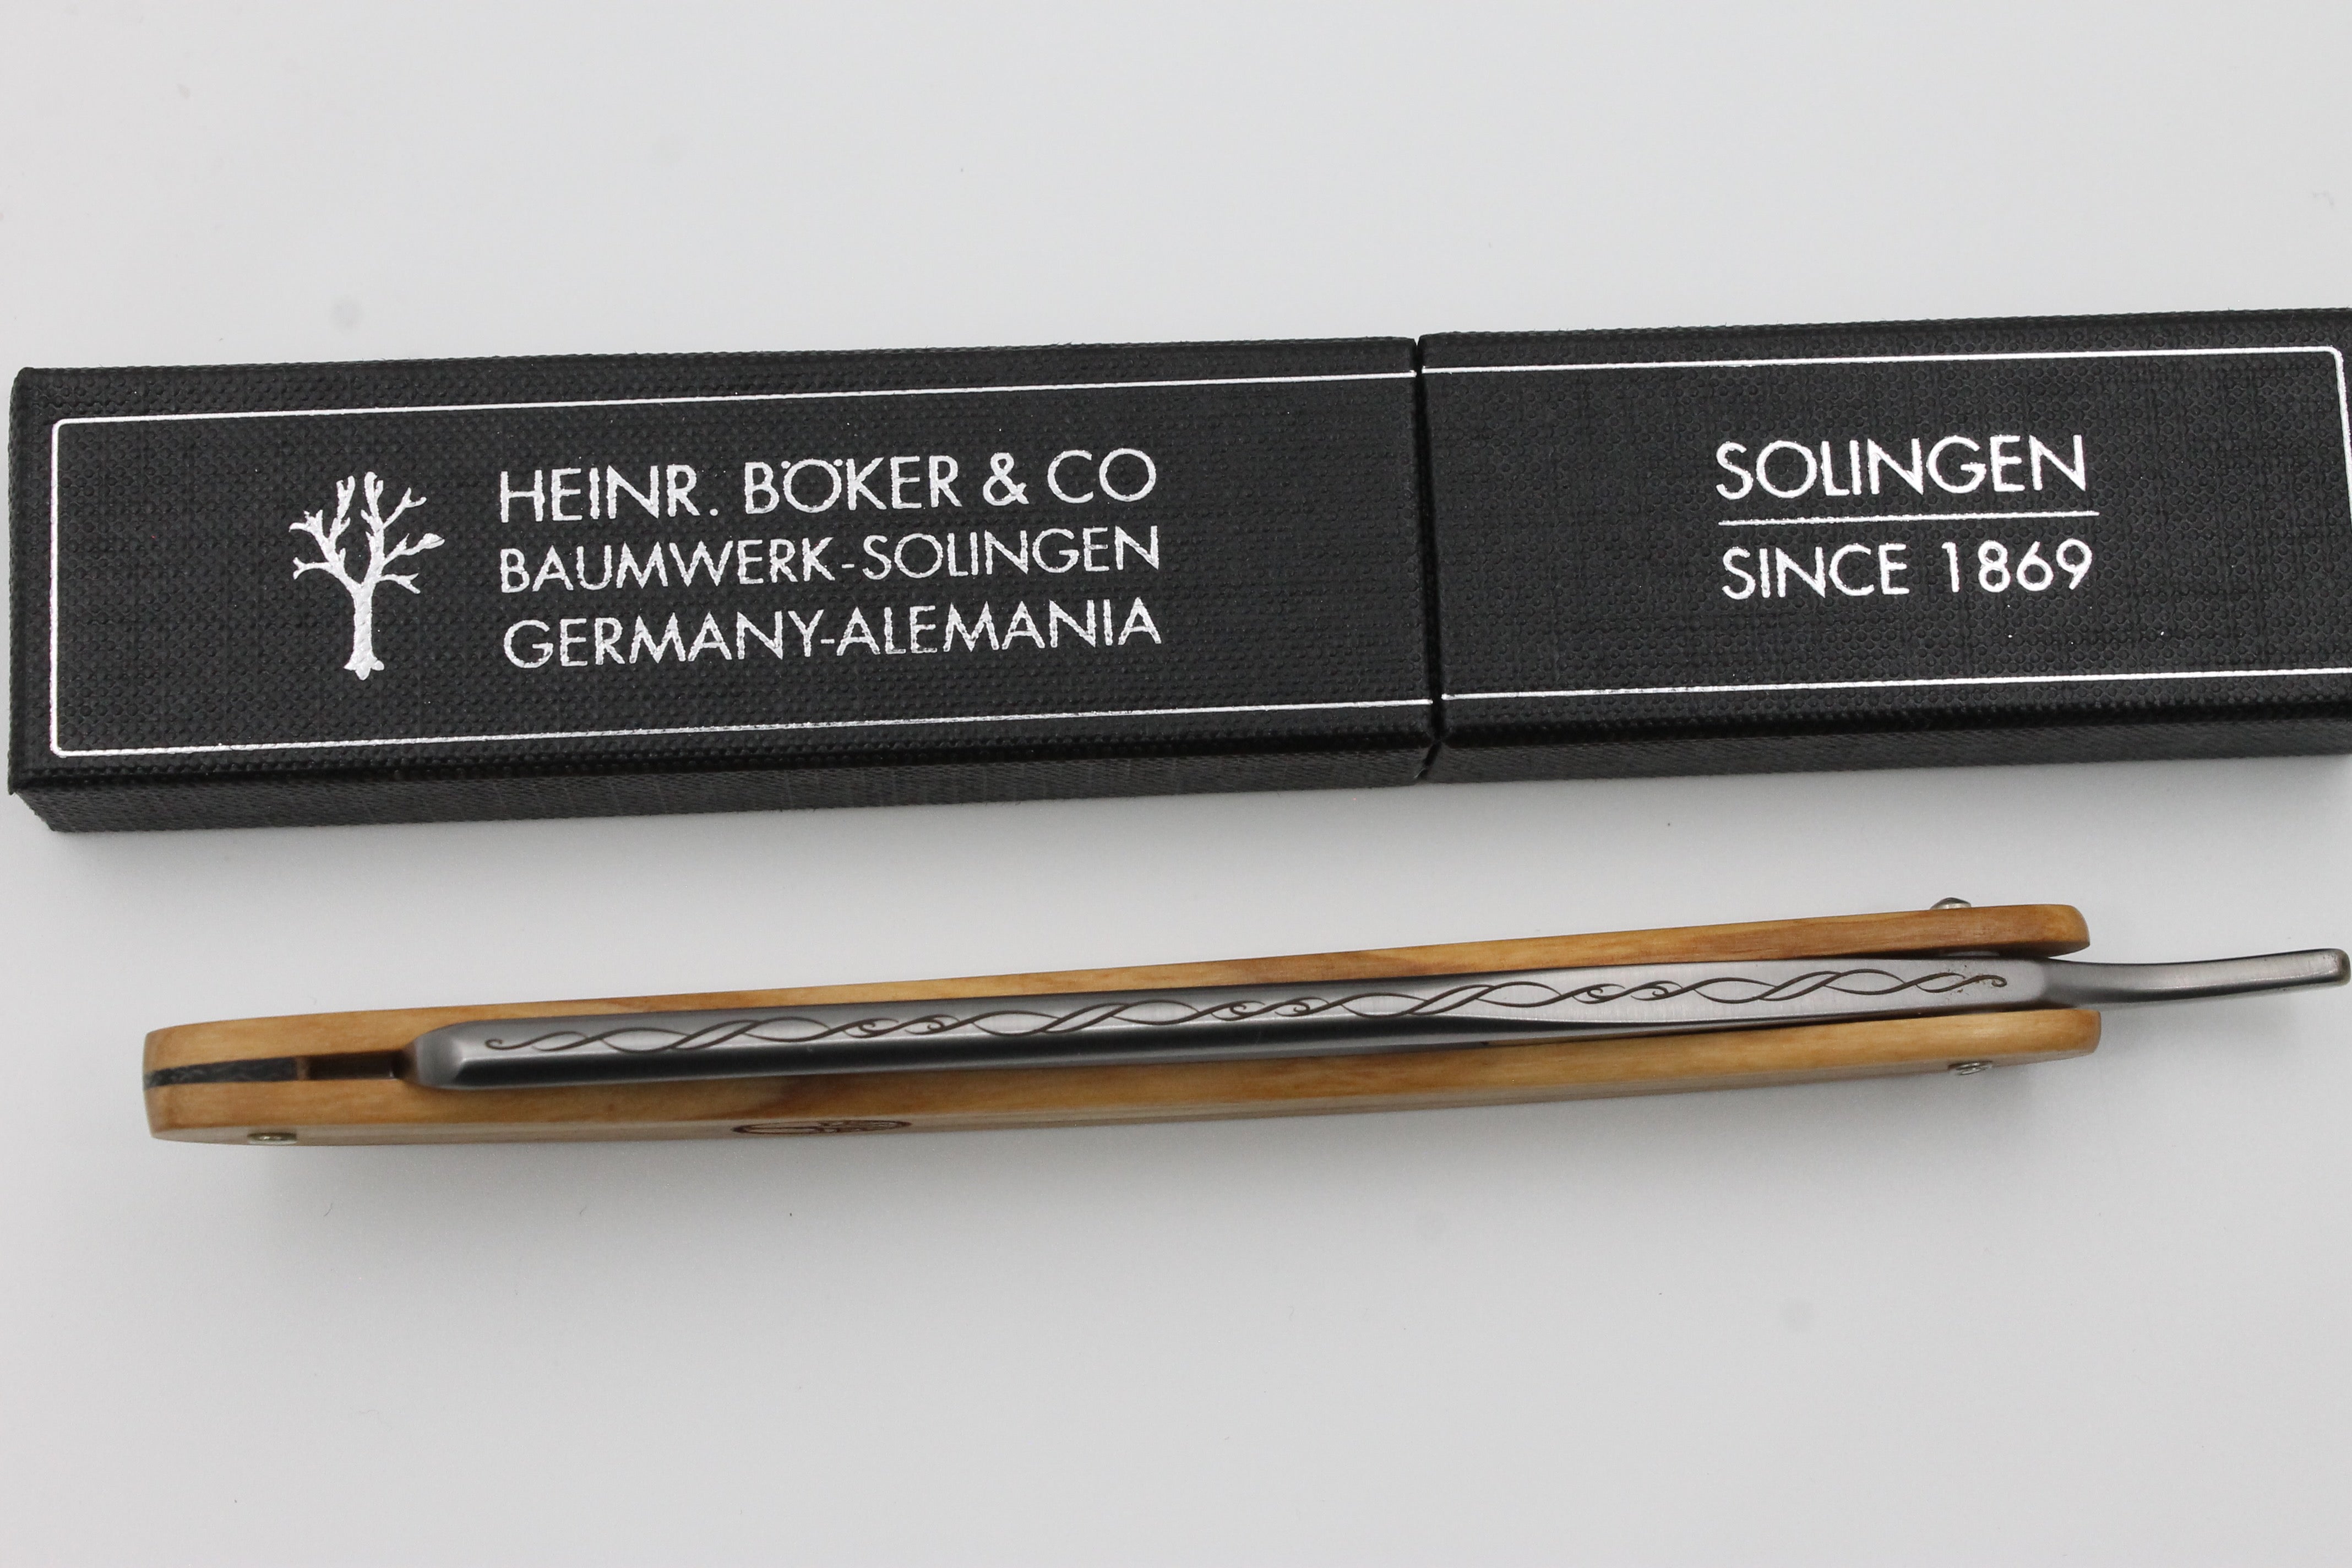 HEINR. BÖKER & CO
BAUMWERK-SOLINGEN
GERMANY-ALEMANIA
SOLINGEN
SINCE 1869